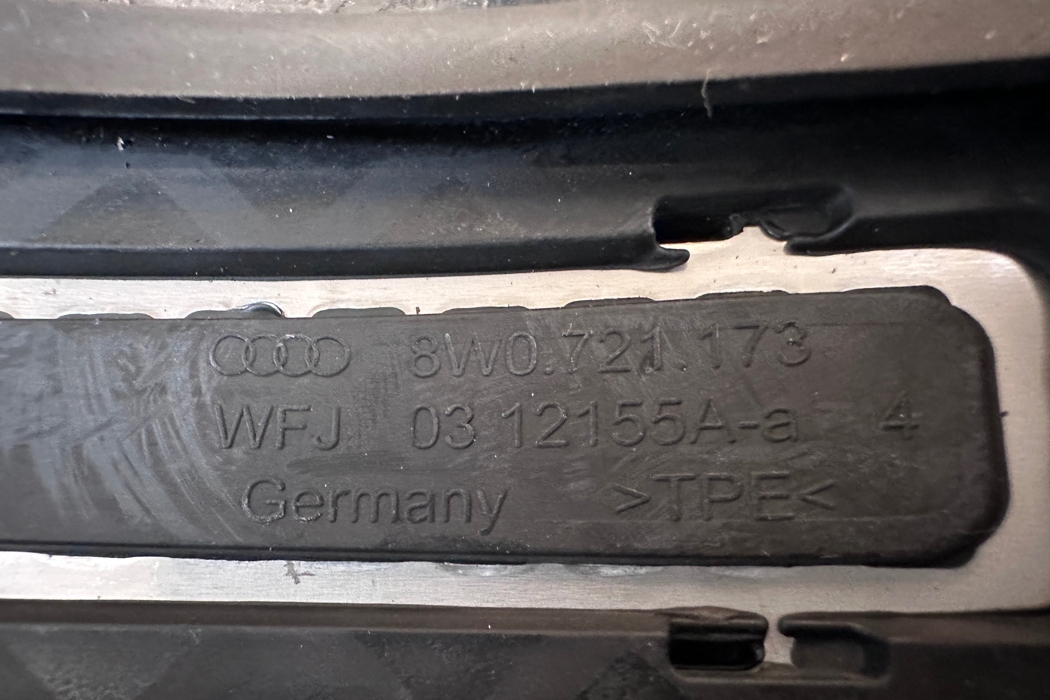 8W0.721.173
WFJ 03 12155A-a 4
Germany >TPE<